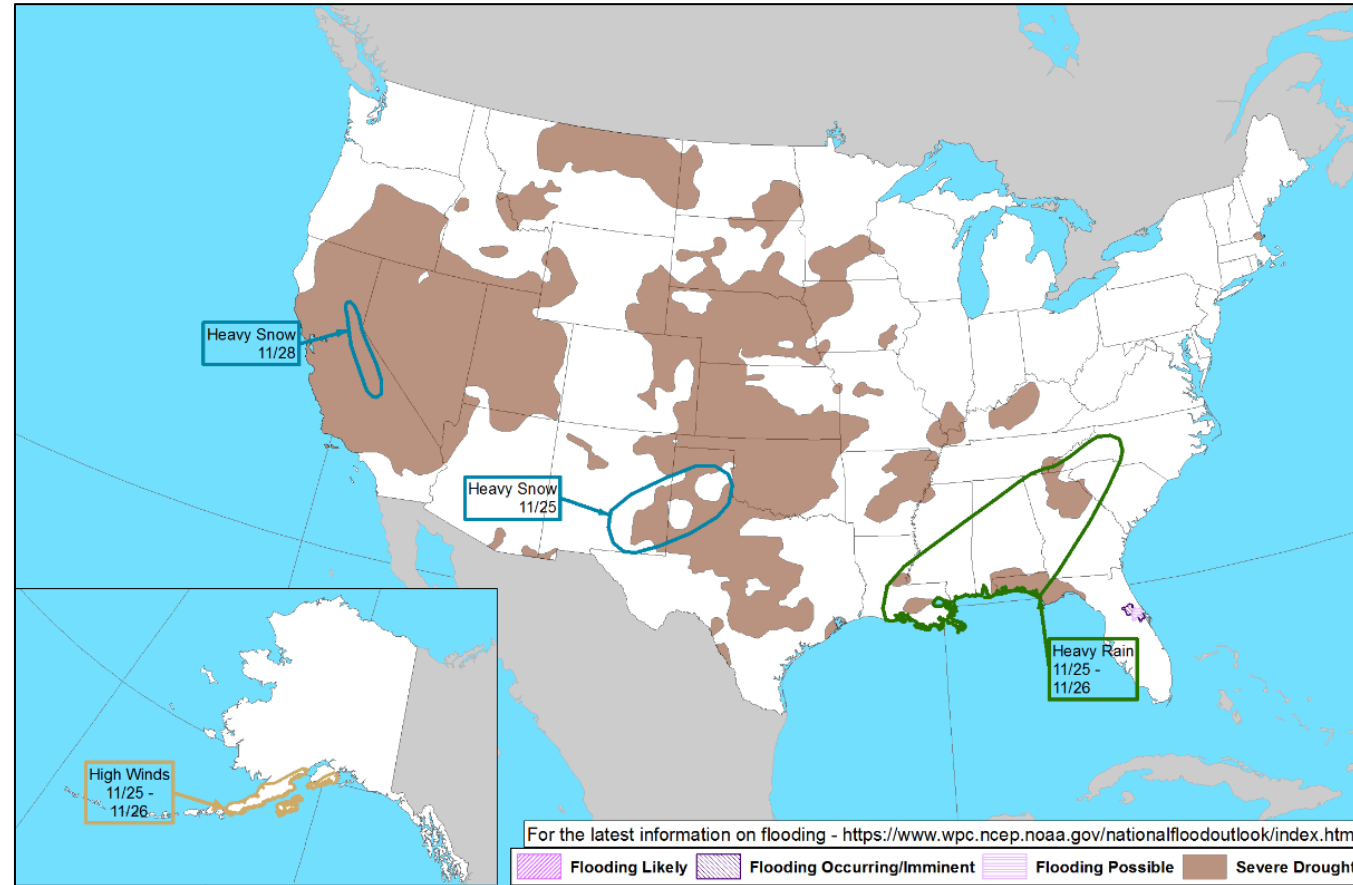 Heavy Snow
11/28
Heavy Snow
11/25
Heavy Rain
11/25 -
11/26
High Winds
11/25 -
11/26
For the latest information on flooding - https://www.wpc.ncep.noaa.gov/nationalfloodoutlook/index.htm
Flooding Likely
Flooding Occurring/Imminent
Flooding Possible
Severe Drought